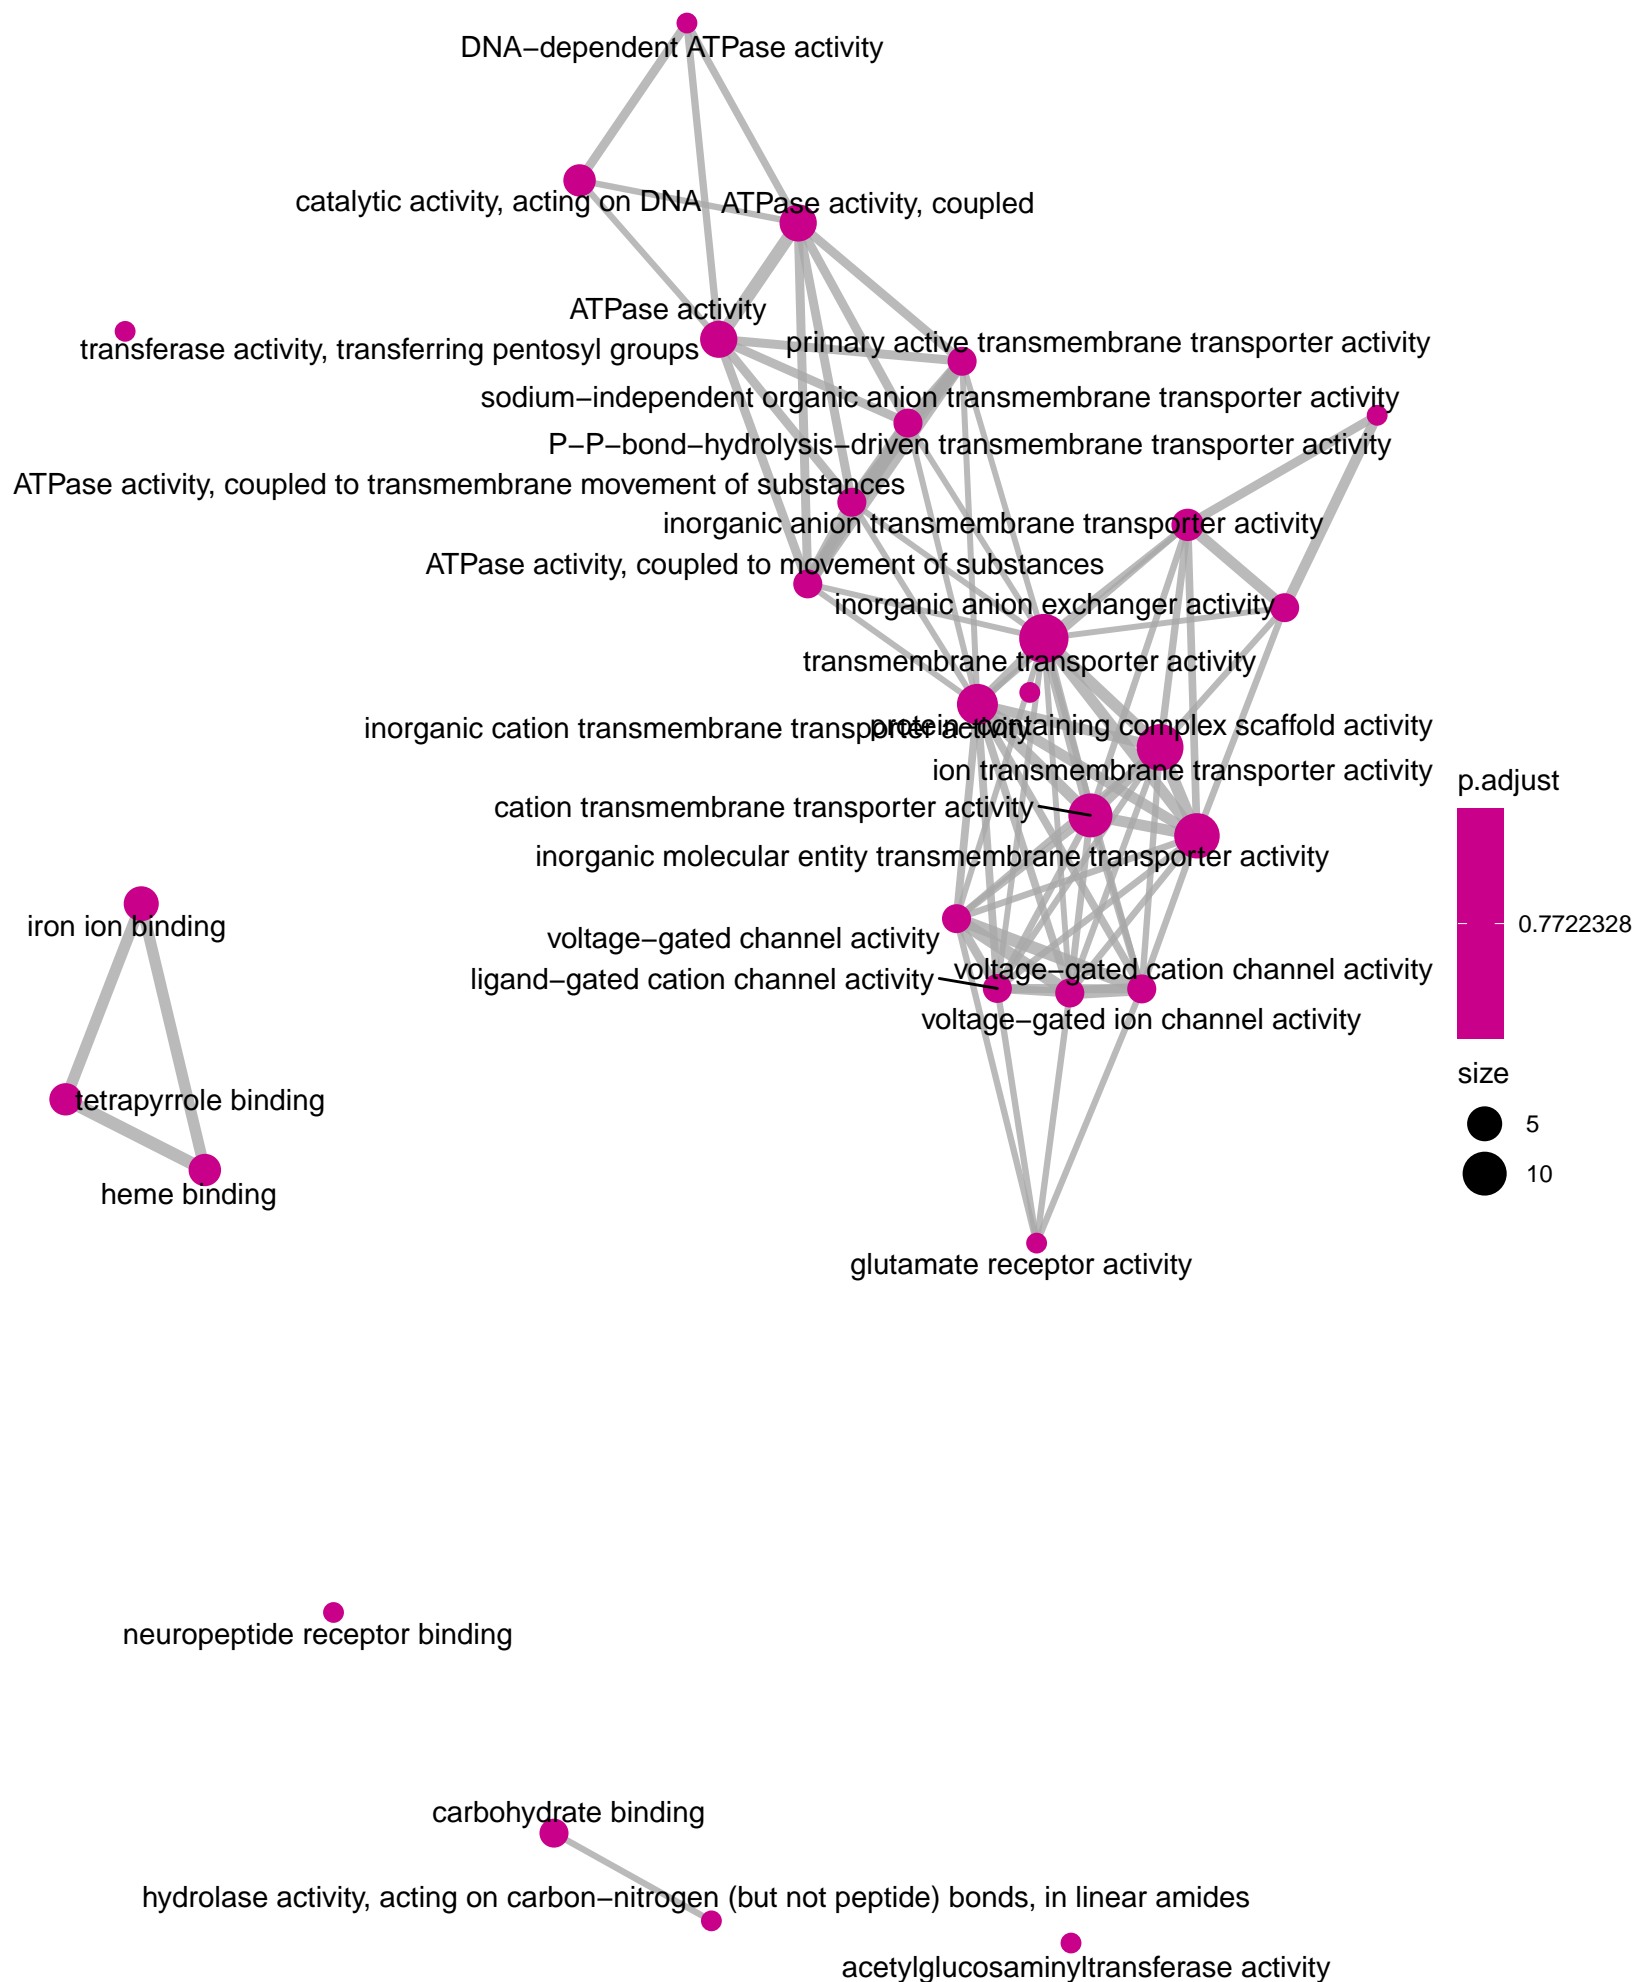 DNA−dependent ATPase activity
catalytic activity, acting on DNA
ATPase activity, coupled
ATPase activity
transferase activity, transferring pentosyl groups
primary active transmembrane transporter activity
sodium−independent organic anion transmembrane transporter activity
P−P−bond−hydrolysis−driven transmembrane transporter activity
ATPase activity, coupled to transmembrane movement of substances
inorganic anion transmembrane transporter activity
ATPase activity, coupled to movement of substances
inorganic anion exchanger activity
transmembrane transporter activity
inorganic cation transmembrane transporter activity
protein−containing complex scaffold activity
ion transmembrane transporter activity
p.adjust
cation transmembrane transporter activity
inorganic molecular entity transmembrane transporter activity
0.7722328
iron ion binding
voltage−gated channel activity
voltage−gated cation channel activity
ligand−gated cation channel activity
voltage−gated ion channel activity
size
5
10
tetrapyrrole binding
heme binding
glutamate receptor activity
neuropeptide receptor binding
carbohydrate binding
hydrolase activity, acting on carbon−nitrogen (but not peptide) bonds, in linear amides
acetylglucosaminyltransferase activity